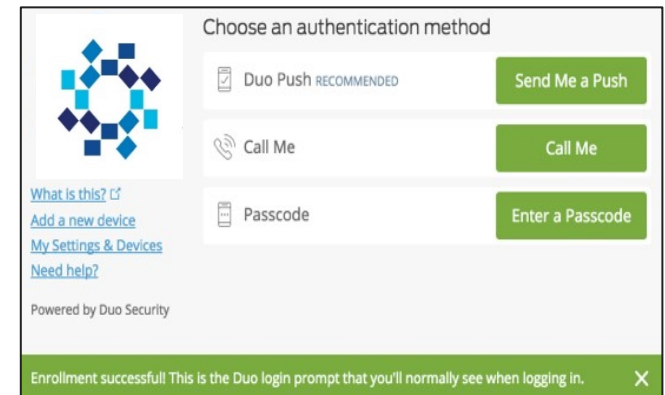 Choose an authentication method
Duo Push RECOMMENDED
Send Me a Push
Call Me
Call Me
Passcode
Enter a Passcode
What is this?
Add a new device
My Settings & Devices
Need help?
Powered by Duo Security
Enrollment successful! This is the Duo login prompt that you'll normally see when logging in.